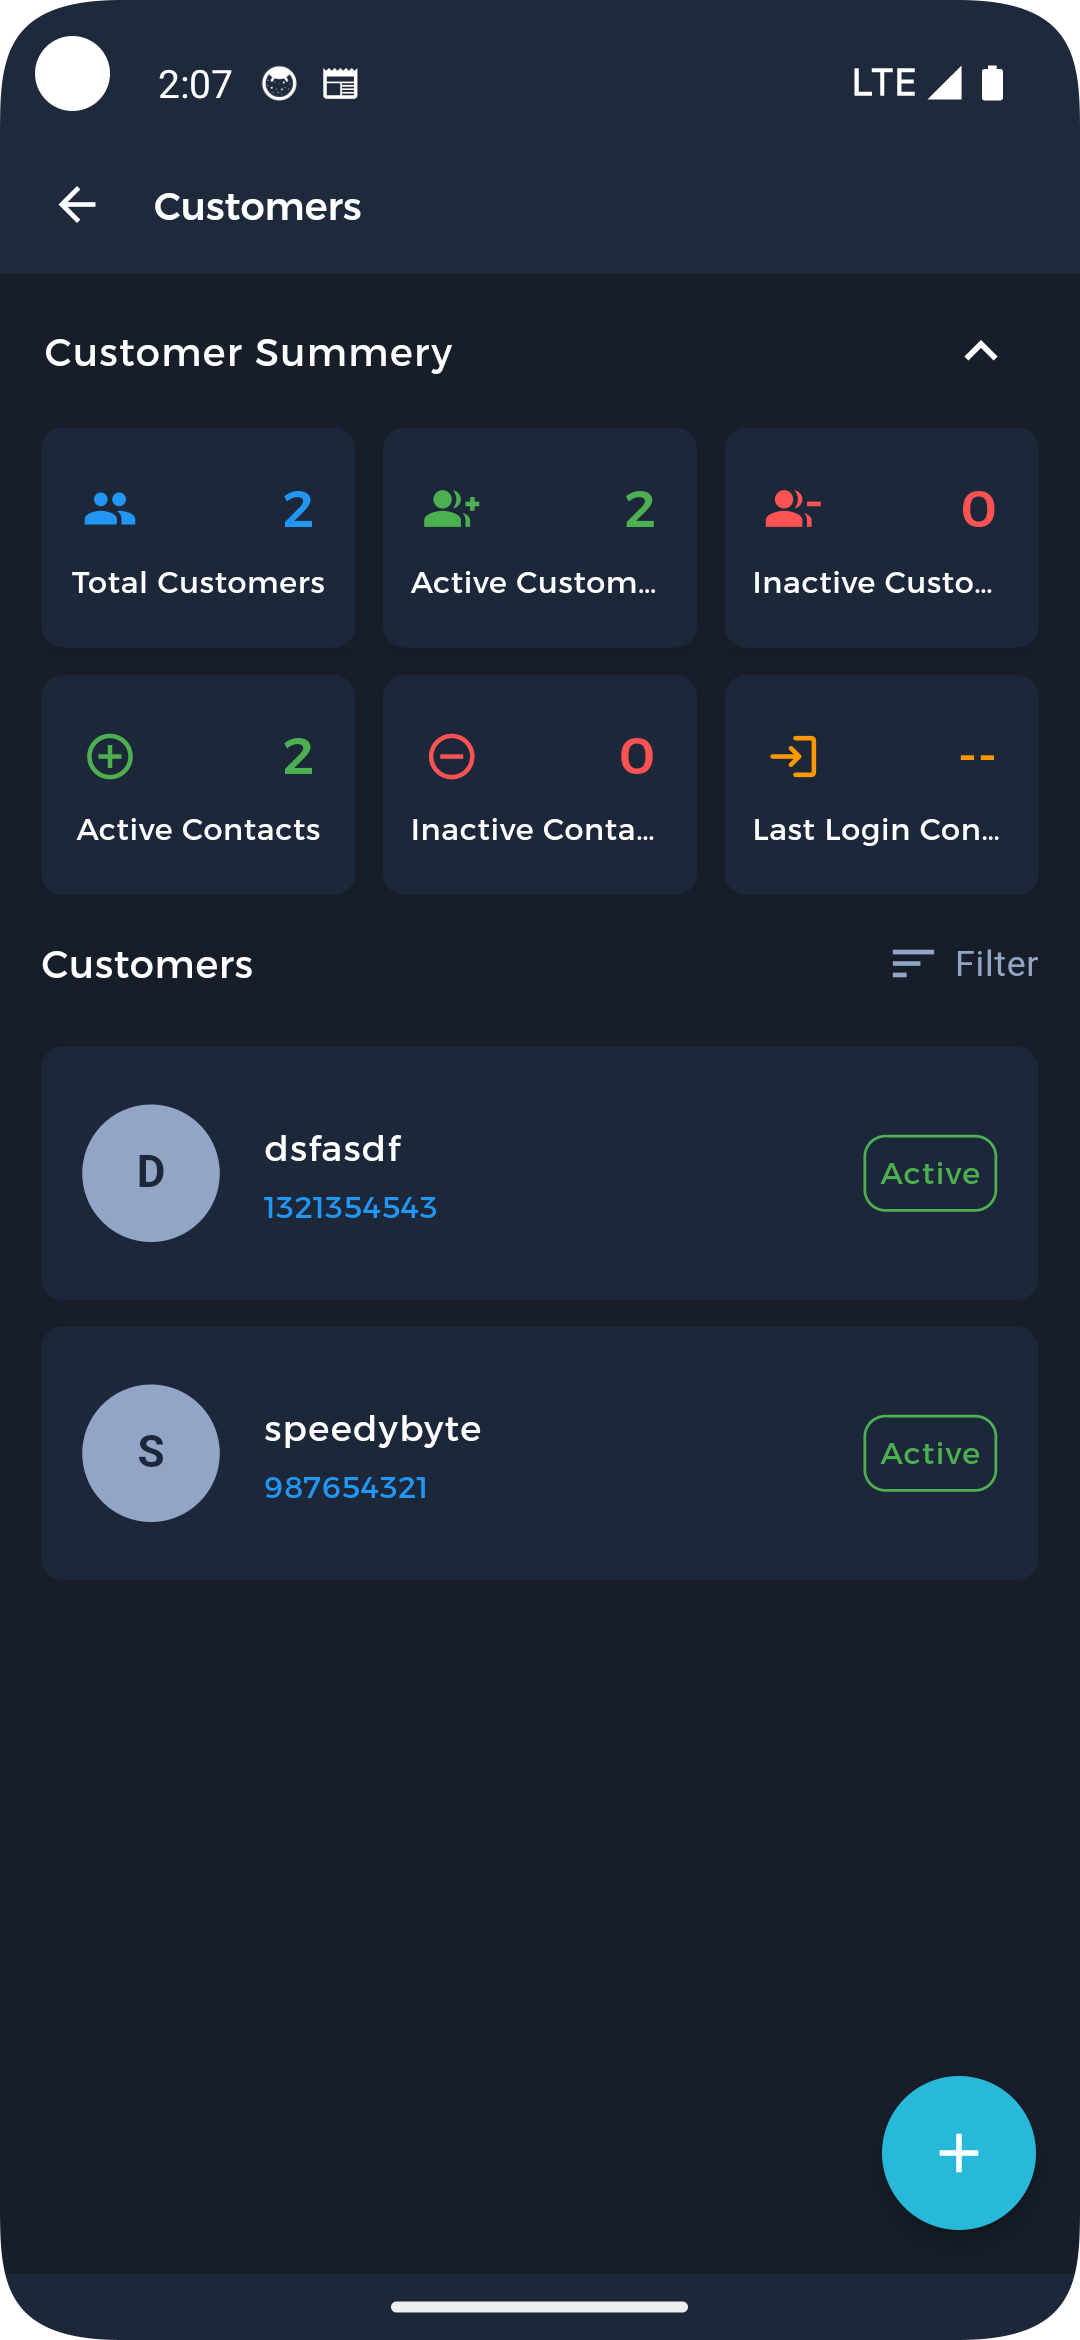 2:07 LTE
Customers
Customer Summery
2 2 0
Total Customers Active Custom... Inactive Custo...
2 0 --
Active Contacts Inactive Conta... Last Login Con...
Customers Filter
D dsfasdf Active
1321354543
S speedybyte Active
987654321